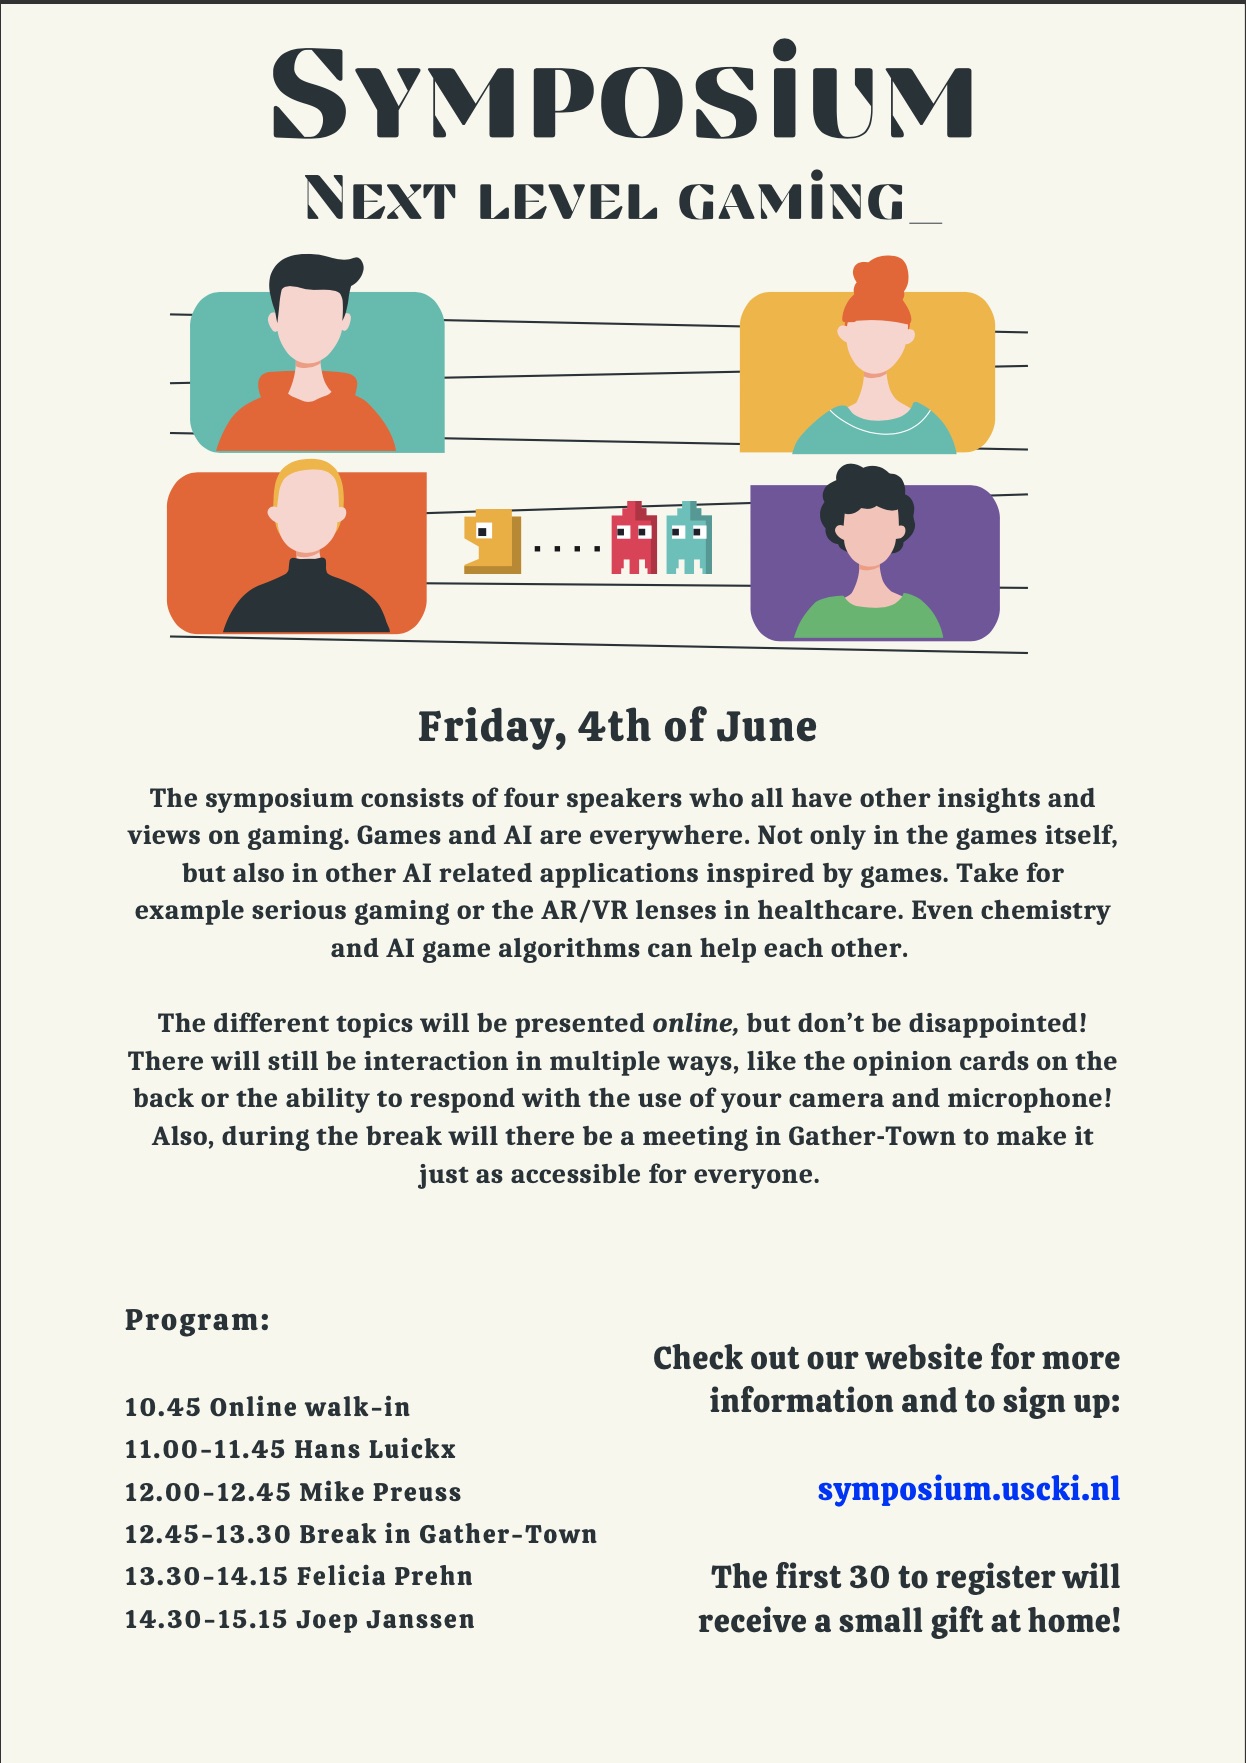 Symposium
Next level gaming_
Friday, 4th of June
The symposium consists of four speakers who all have other insights and
views on gaming. Games and AI are everywhere. Not only in the games itself,
but also in other AI related applications inspired by games. Take for
example serious gaming or the AR/VR lenses in healthcare. Even chemistry
and AI game algorithms can help each other.
The different topics will be presented online, but don’t be disappointed!
There will still be interaction in multiple ways, like the opinion cards on the
back or the ability to respond with the use of your camera and microphone!
Also, during the break will there be a meeting in Gather-Town to make it
just as accessible for everyone.
Program:
10.45 Online walk-in
11.00-11.45 Hans Luickx
12.00-12.45 Mike Preuss
12.45-13.30 Break in Gather-Town
13.30-14.15 Felicia Prehn
14.30-15.15 Joep Janssen
Check out our website for more
information and to sign up:
symposium.uscki.nl
The first 30 to register will
receive a small gift at home!